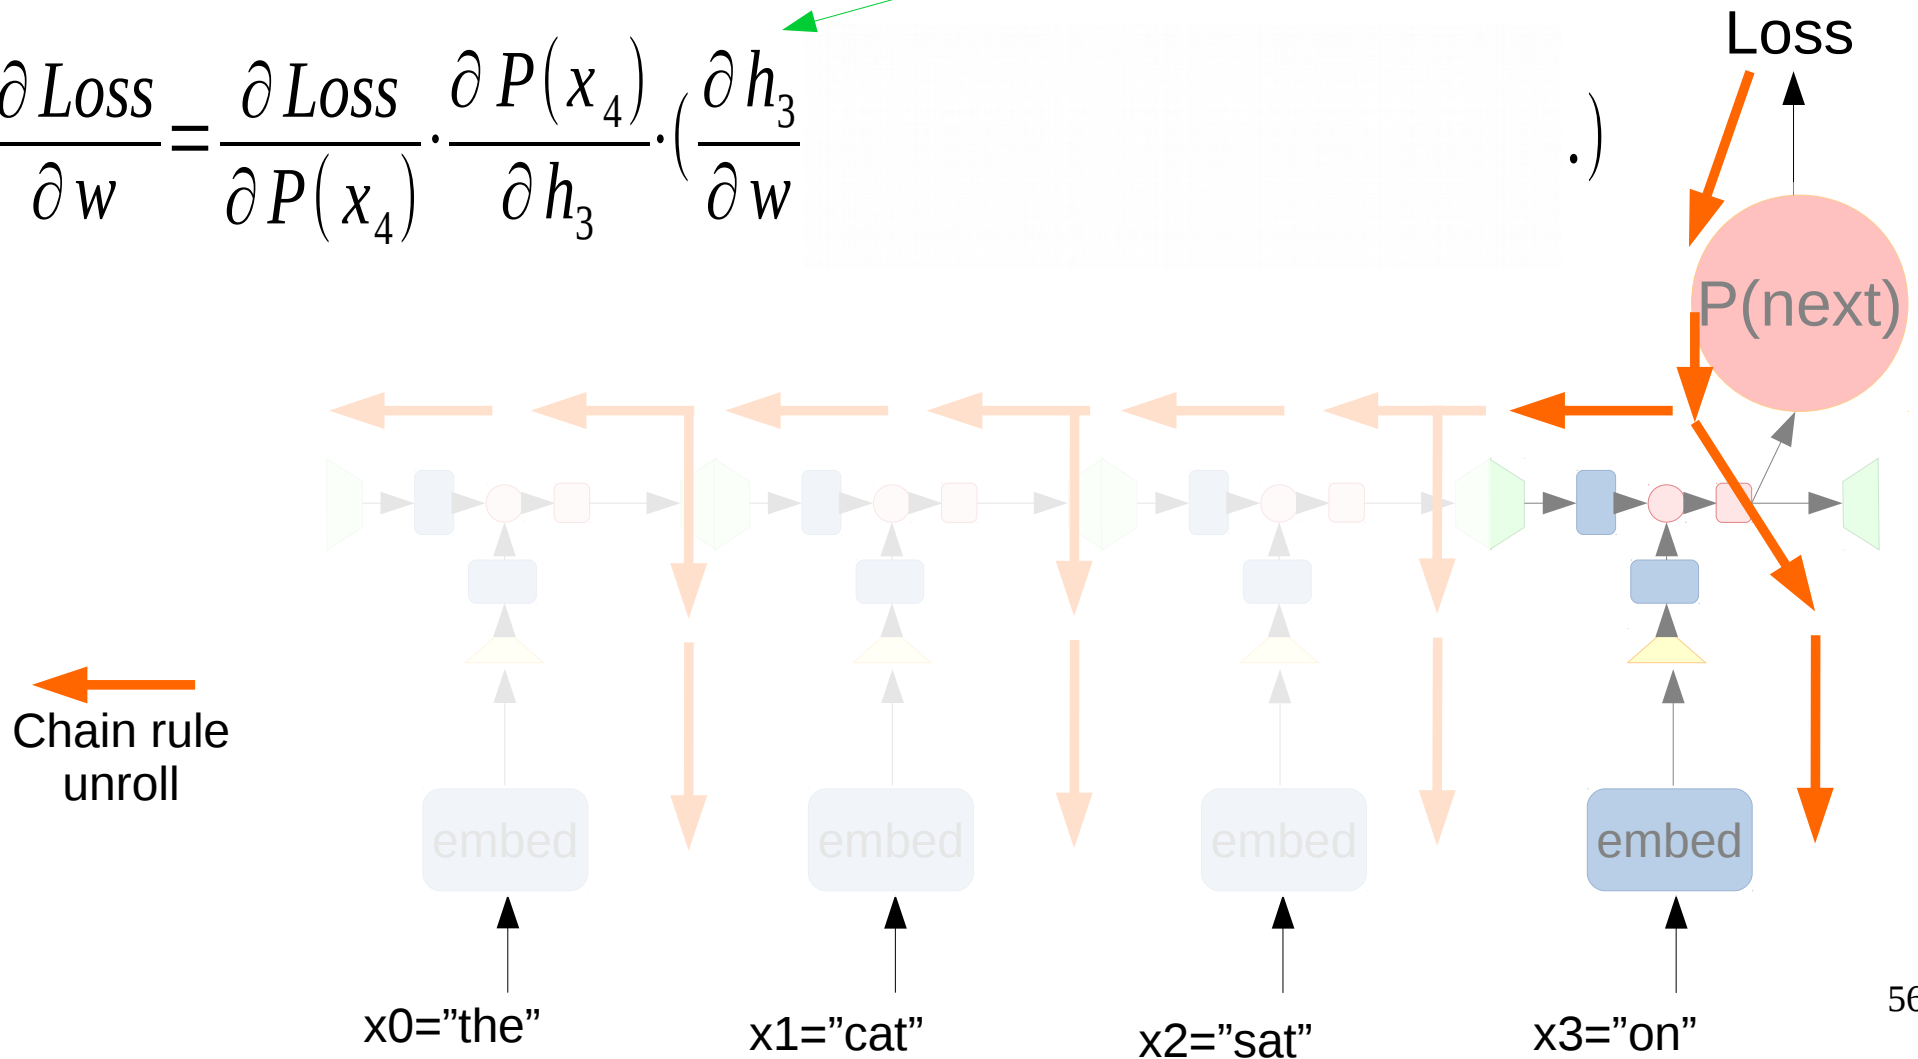 ∂Loss/∂w = ∂Loss/∂P(x₄) · ∂P(x₄)/∂h₃ · (∂h₃/∂w .)
Loss
P(next)
Chain rule
unroll
embed embed embed embed
x0=”the” x1=”cat” x2=”sat” x3=”on”
56